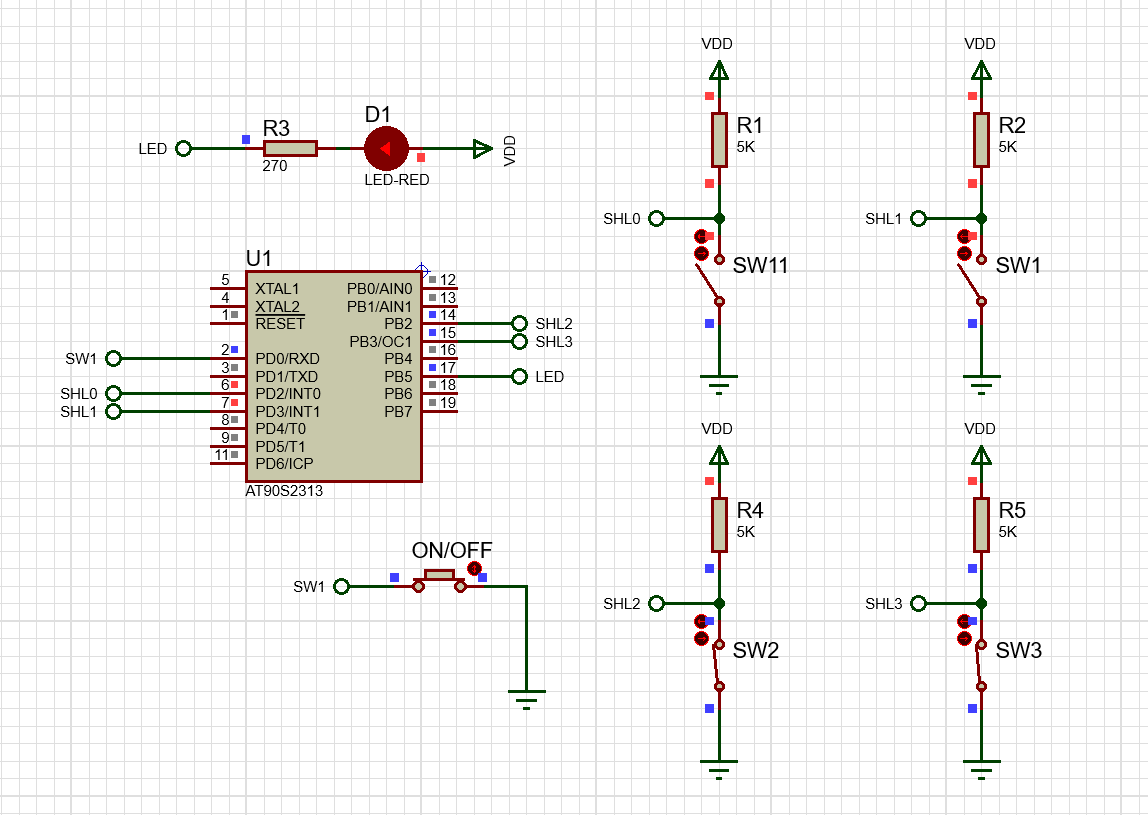 VDD
VDD
D1
R3
LED
270
LED-RED
VDD
R1
5K
R2
5K
SHL0
SHL1
SW11
SW1
U1
5 XTAL1 PB0/AIN0 12
4 XTAL2 PB1/AIN1 13
1 RESET PB2 14 SHL2
PB3/OC1 15 SHL3
SW1 2 PD0/RXD PB4 16
3 PD1/TXD PB5 17 LED
SHL0 6 PD2/INT0 PB6 18
SHL1 7 PD3/INT1 PB7 19
8 PD4/T0
9 PD5/T1
11 PD6/ICP
AT90S2313
VDD
VDD
R4
5K
R5
5K
ON/OFF
SW1
SHL2
SHL3
SW2
SW3